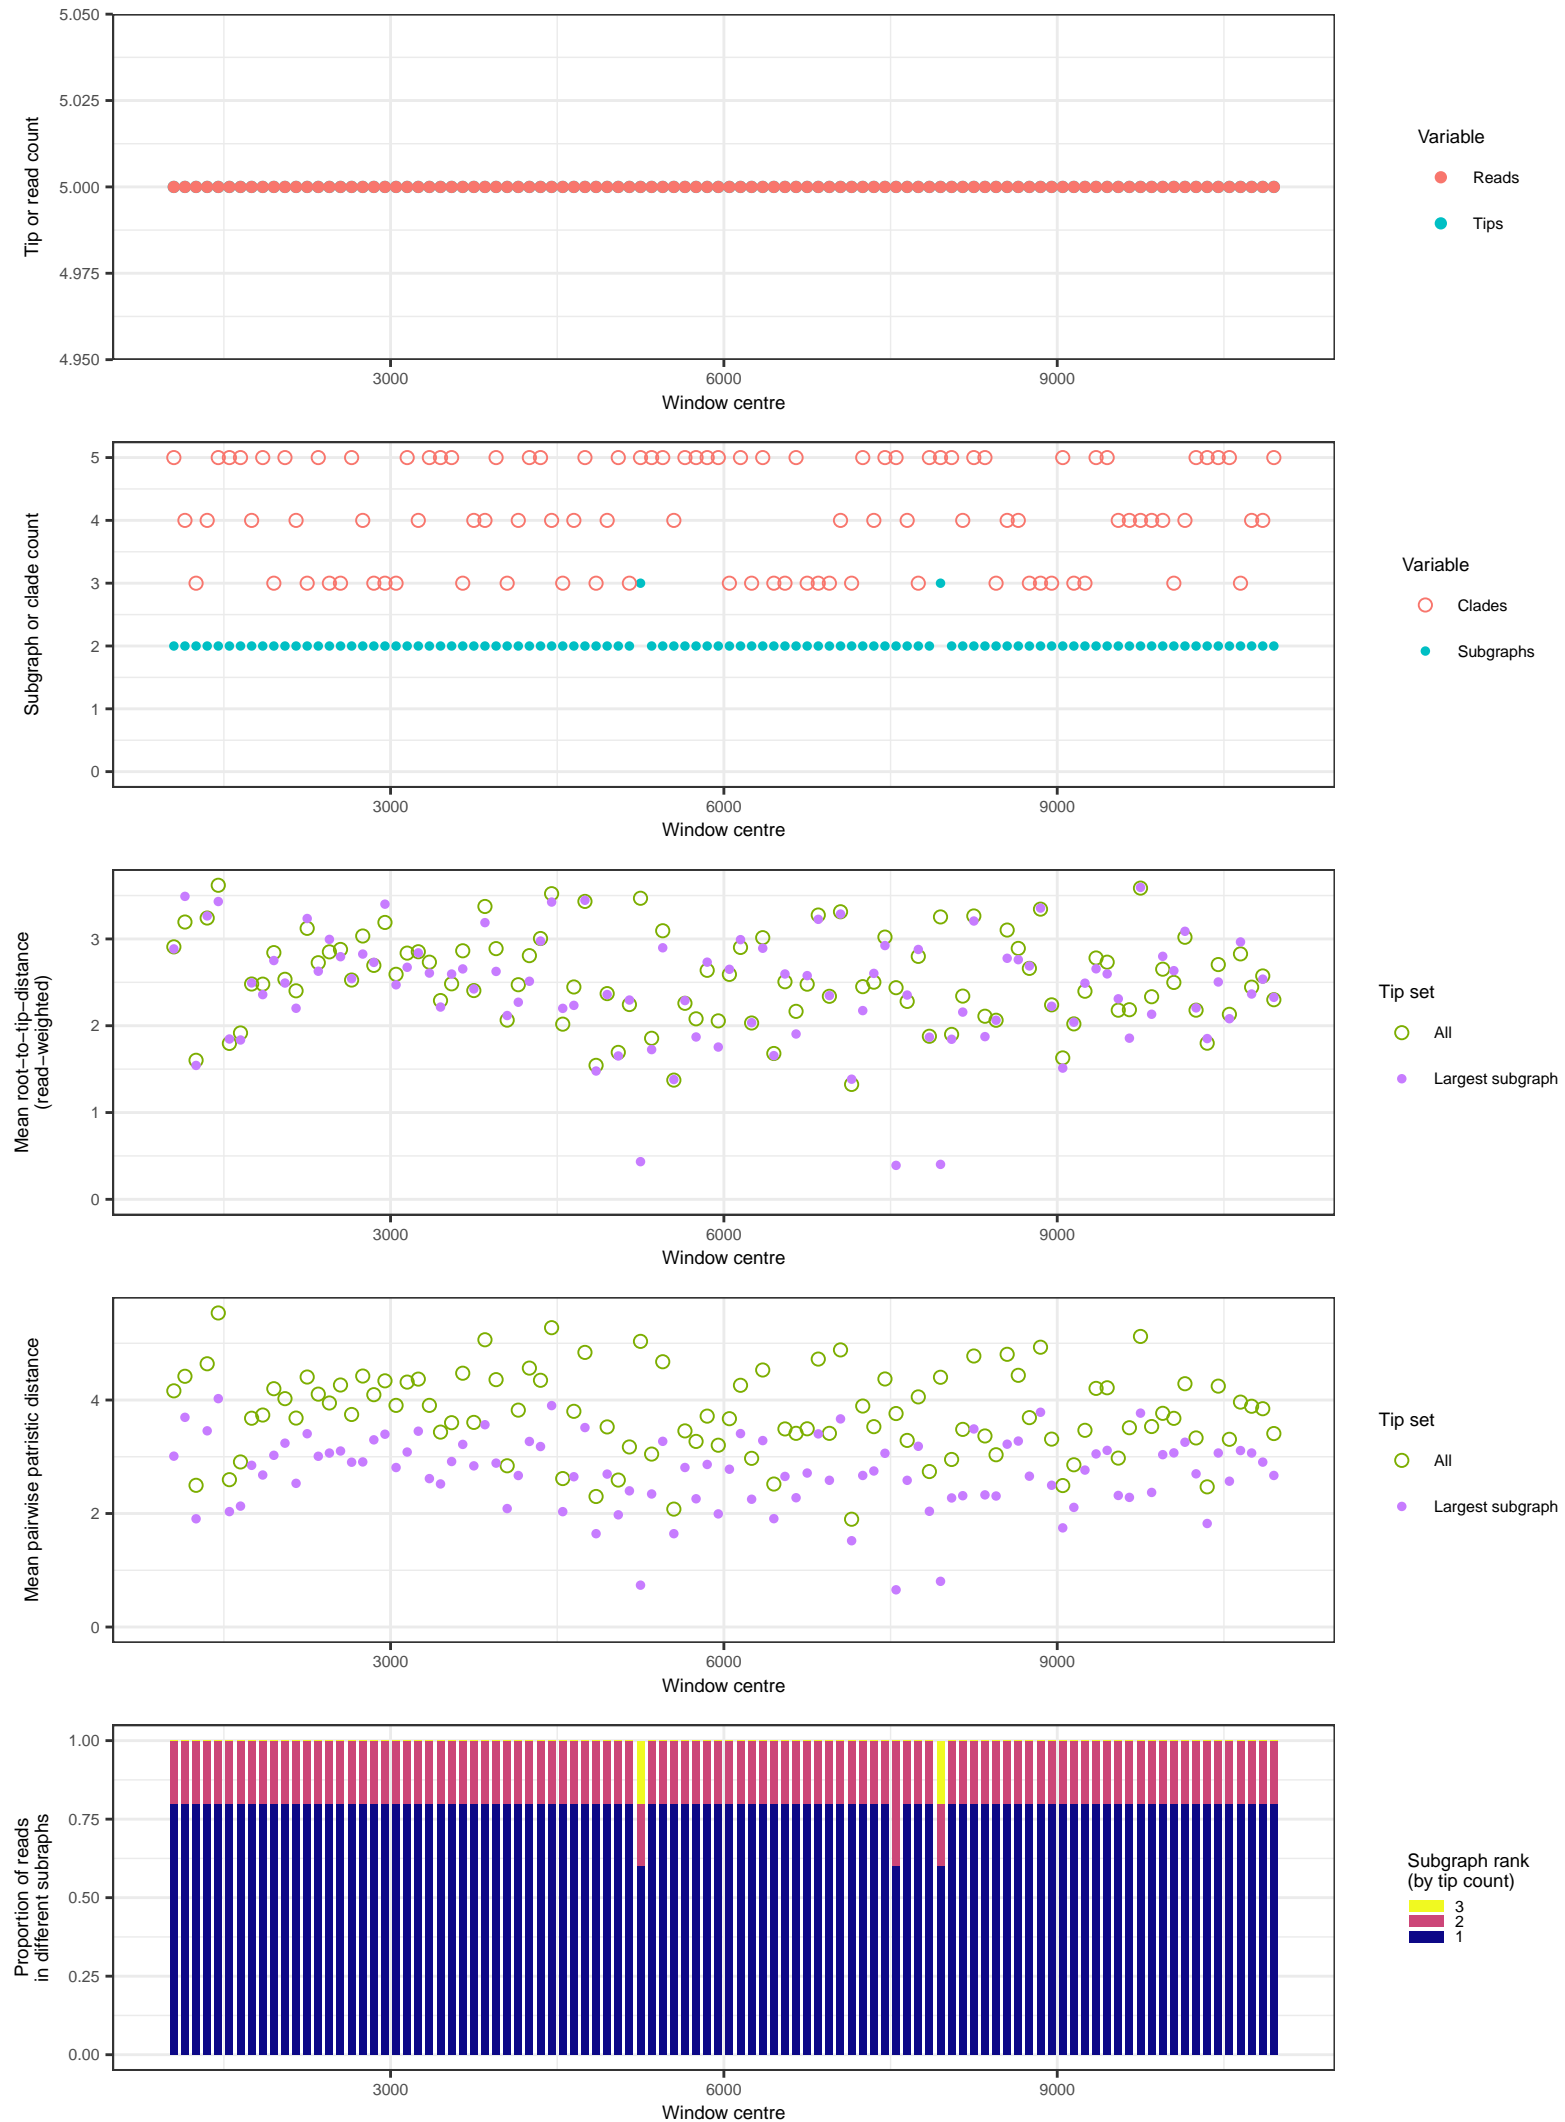 5.050
5.025
5.000
4.975
4.950
Tip or read count
3000
6000
9000
Window centre
Variable
Reads
Tips
5
4
3
2
1
0
Subgraph or clade count
3000
6000
9000
Window centre
Variable
Clades
Subgraphs
3
2
1
0
Mean root−to−tip−distance
(read−weighted)
3000
6000
9000
Window centre
Tip set
All
Largest subgraph
4
2
0
Mean pairwise patristic distance
3000
6000
9000
Window centre
Tip set
All
Largest subgraph
1.00
0.75
0.50
0.25
0.00
Proportion of reads
in different subraphs
3000
6000
9000
Window centre
Subgraph rank
(by tip count)
3
2
1